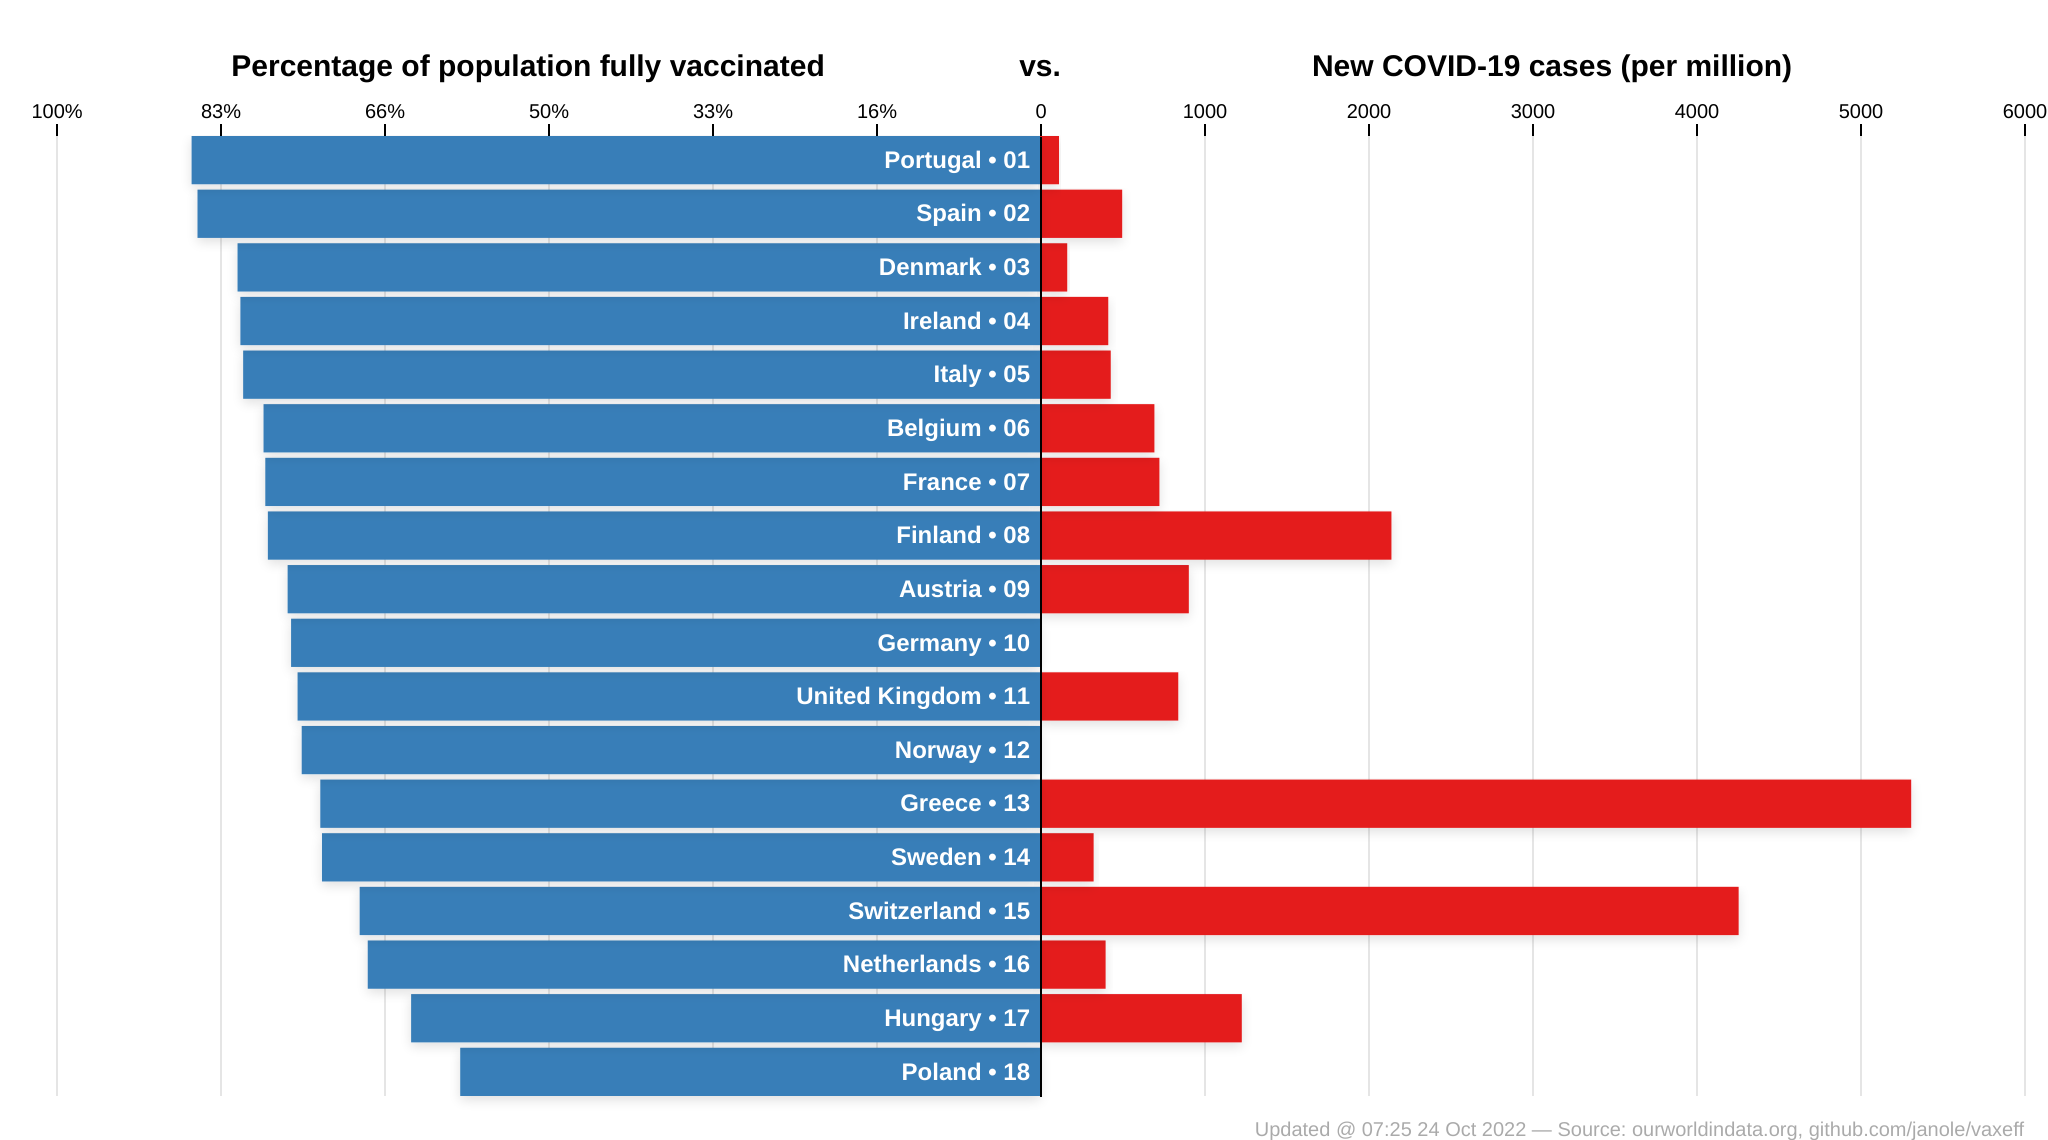 Percentage of population fully vaccinated vs. New COVID-19 cases (per million)
100% 83% 66% 50% 33% 16% 0 1000 2000 3000 4000 5000 6000
Portugal • 01
Spain • 02
Denmark • 03
Ireland • 04
Italy • 05
Belgium • 06
France • 07
Finland • 08
Austria • 09
Germany • 10
United Kingdom • 11
Norway • 12
Greece • 13
Sweden • 14
Switzerland • 15
Netherlands • 16
Hungary • 17
Poland • 18
Updated @ 07:25 24 Oct 2022 — Source: ourworldindata.org, github.com/janole/vaxeff